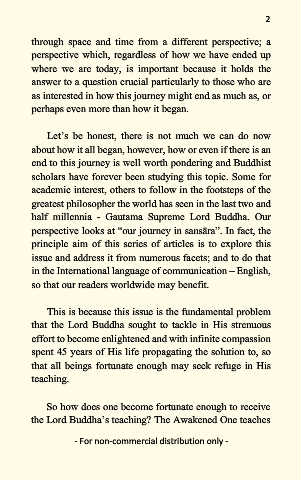 2
through space and time from a different perspective; a
perspective which, regardless of how we have ended up
where we are today, is important because it holds the
answer to a question crucial particularly to those who are
as interested in how this journey might end as much as, or
perhaps even more than how it began.
Let's be honest, there is not much we can do now
about how it all began, however, how or even if there is an
end to this journey is well worth pondering and Buddhist
scholars have forever been studying this topic. Some for
academic interest, others to follow in the footsteps of the
greatest philosopher the world has seen in the last two and
half millennia - Gautama Supreme Lord Buddha. Our
perspective looks at “our journey in sansāra”. In fact, the
principle aim of this series of articles is to explore this
issue and address it from numerous facets; and to do that
in the International language of communication – English,
so that our readers worldwide may benefit.
This is because this issue is the fundamental problem
that the Lord Buddha sought to tackle in His strenuous
effort to become enlightened and with infinite compassion
spent 45 years of His life propagating the solution to, so
that all beings fortunate enough may seek refuge in His
teaching.
So how does one become fortunate enough to receive
the Lord Buddha's teaching? The Awakened One teaches
- For non-commercial distribution only -